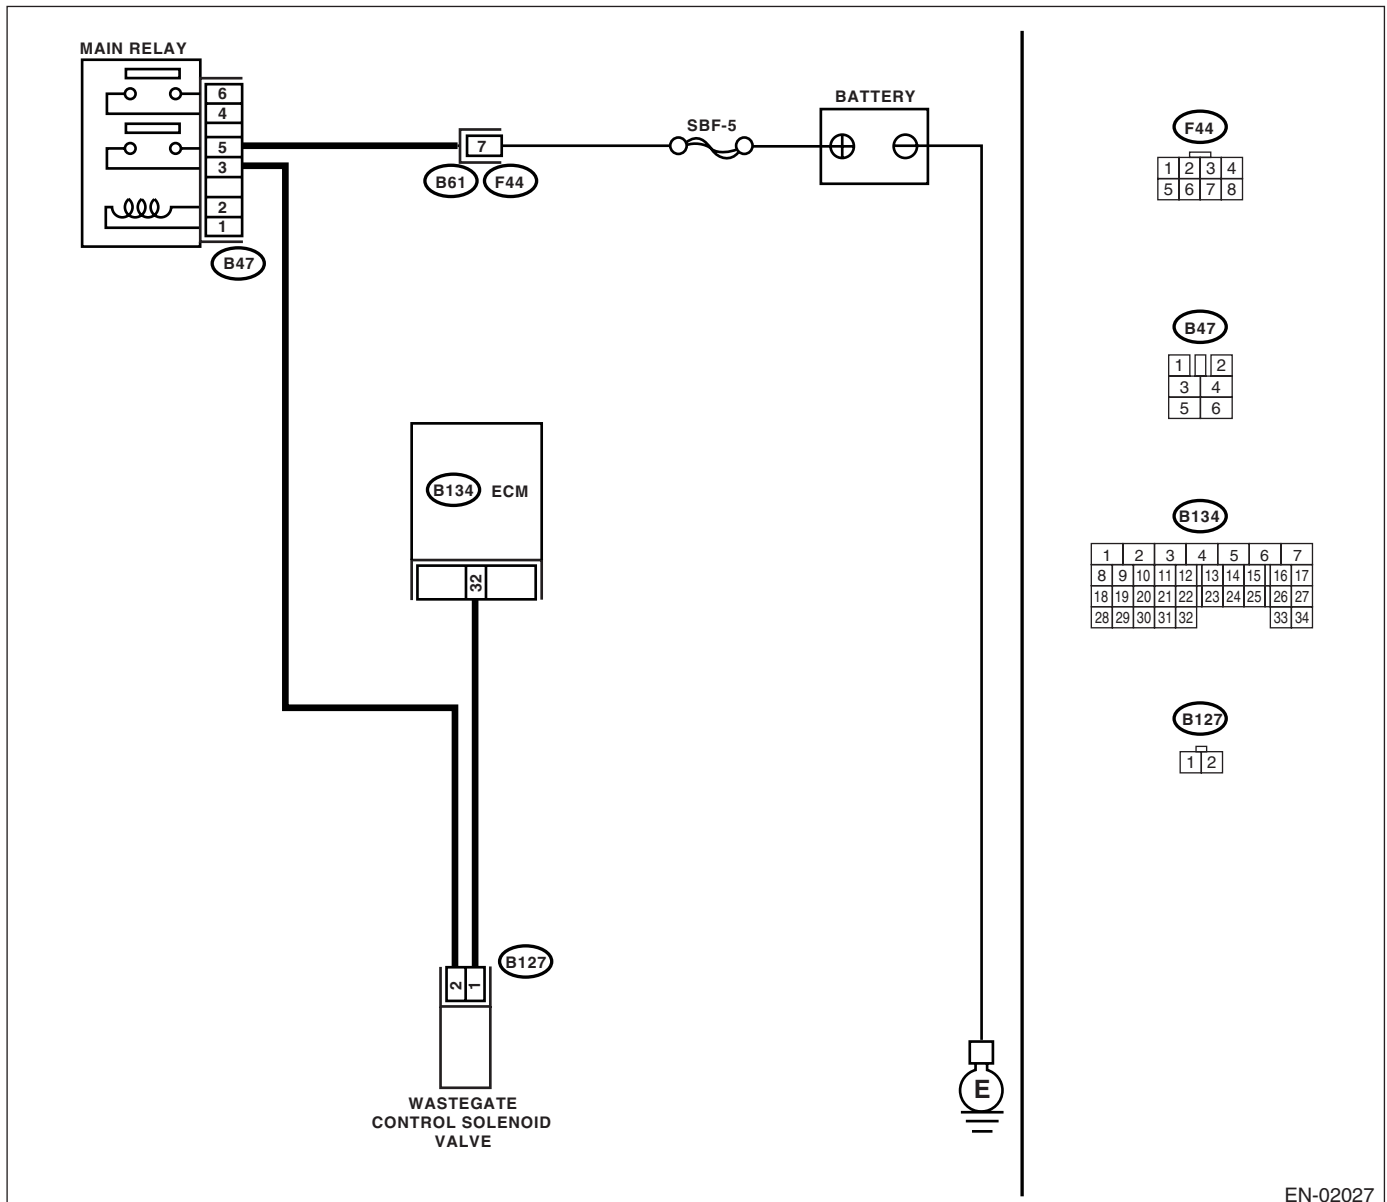 MAIN RELAY
6
4
5
3
2
1
B47
7
B61 F44
SBF-5
BATTERY
B134 ECM
32
B127
2 1
WASTEGATE
CONTROL SOLENOID
VALVE
E
F44
1 2 3 4
5 6 7 8
B47
1 2
3 4
5 6
B134
1 2 3 4 5 6 7
8 9 10 11 12 13 14 15 16 17
18 19 20 21 22 23 24 25 26 27
28 29 30 31 32 33 34
B127
1 2
EN-02027